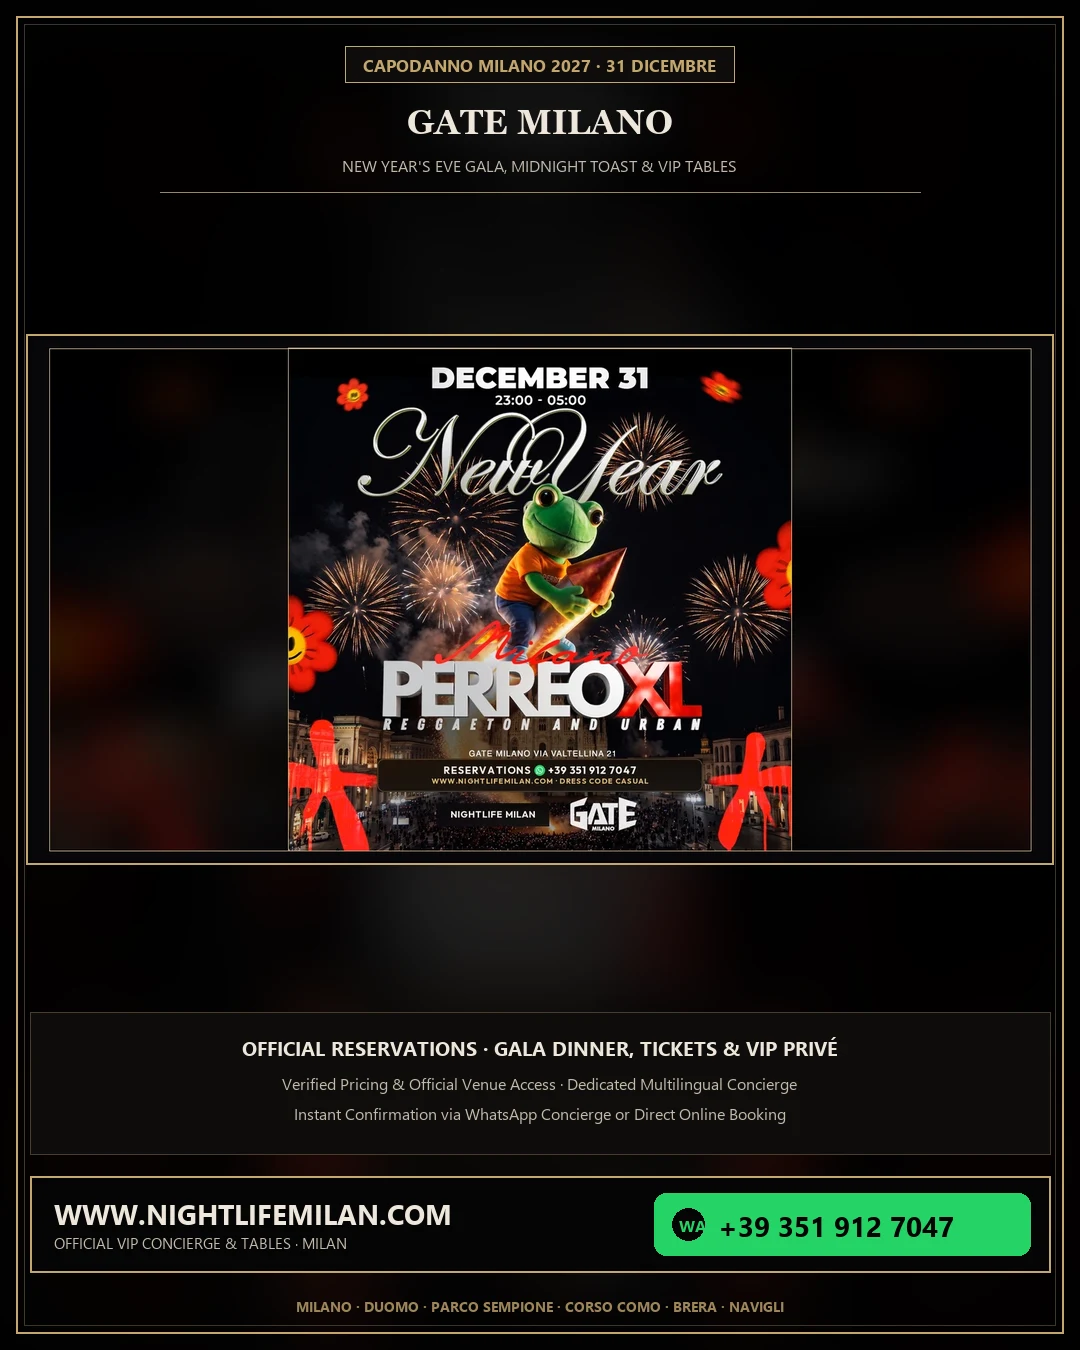 CAPODANNO MILANO 2027 · 31 DICEMBRE
GATE MILANO
NEW YEAR'S EVE GALA, MIDNIGHT TOAST & VIP TABLES
DECEMBER 31
23:00 - 05:00
New Year
Milano
PERREOXL
REGGAETON AND URBAN
GATE MILANO VIA VALTELLINA 21
RESERVATIONS +39 351 912 7047
WWW.NIGHTLIFEMILAN.COM · DRESS CODE CASUAL
NIGHTLIFE MILAN
GATE
MILANO
OFFICIAL RESERVATIONS · GALA DINNER, TICKETS & VIP PRIVÉ
Verified Pricing & Official Venue Access · Dedicated Multilingual Concierge
Instant Confirmation via WhatsApp Concierge or Direct Online Booking
WWW.NIGHTLIFEMILAN.COM
OFFICIAL VIP CONCIERGE & TABLES · MILAN
WA +39 351 912 7047
MILANO · DUOMO · PARCO SEMPIONE · CORSO COMO · BRERA · NAVIGLI